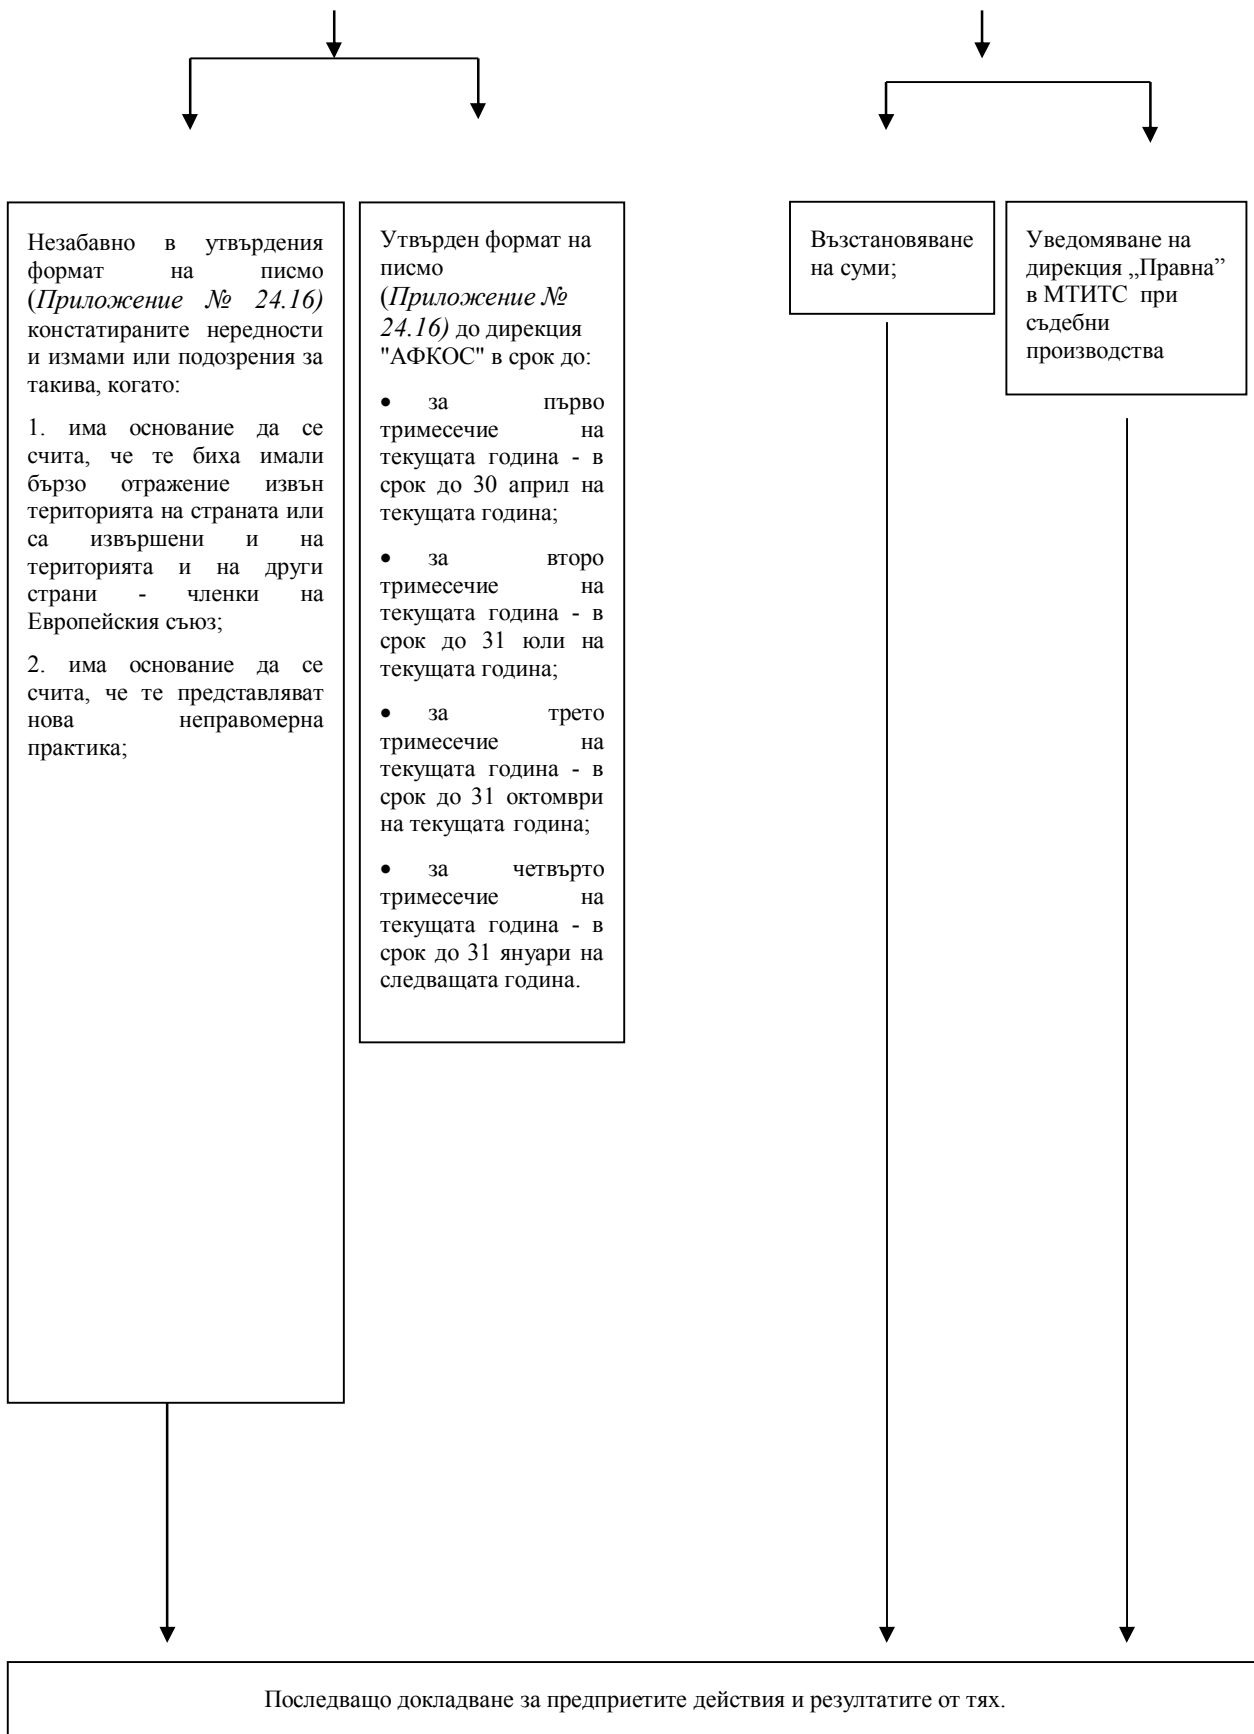 Незабавно в утвърдения
формат на писмо
(Приложение № 24.16)
констатираните нередности
и измами или подозрения за
такива, когато:
1. има основание да се
счита, че те биха имали
бързо отражение извън
територията на страната или
са извършени и на
територията и на други
страни - членки на
Европейския съюз;
2. има основание да се
счита, че те представляват
нова неправомерна
практика;
Утвърден формат на
писмо
(Приложение №
24.16) до дирекция
"АФКОС" в срок до:
• за първо
тримесечие на
текущата година - в
срок до 30 април на
текущата година;
• за второ
тримесечие на
текущата година - в
срок до 31 юли на
текущата година;
• за трето
тримесечие на
текущата година - в
срок до 31 октомври
на текущата година;
• за четвърто
тримесечие на
текущата година - в
срок до 31 януари на
следващата година.
Възстановяване
на суми;
Уведомяване на
дирекция „Правна”
в МТИТС при
съдебни
производства
Последващо докладване за предприетите действия и резултатите от тях.